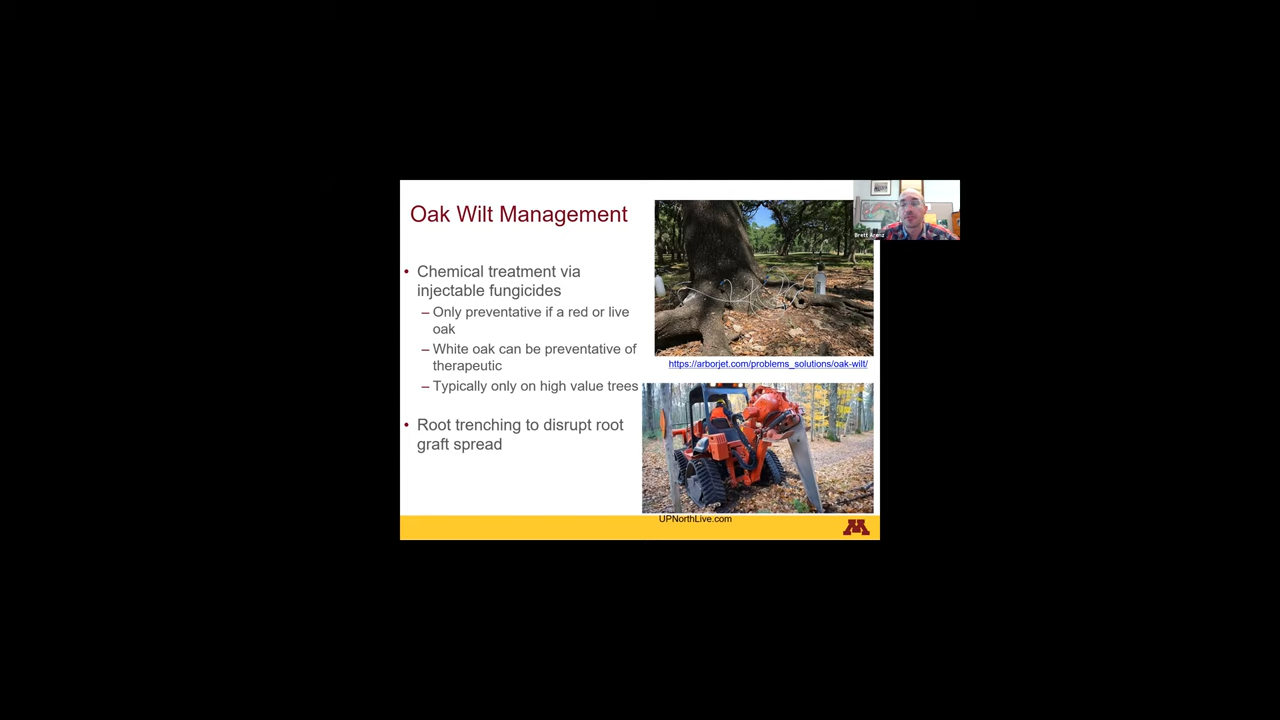 Oak Wilt Management
• Chemical treatment via
injectable fungicides
– Only preventative if a red or live
oak
– White oak can be preventative of
therapeutic
– Typically only on high value trees
• Root trenching to disrupt root
graft spread
Brett Arenz
https://arborjet.com/problems_solutions/oak-wilt/
UPNorthLive.com
M